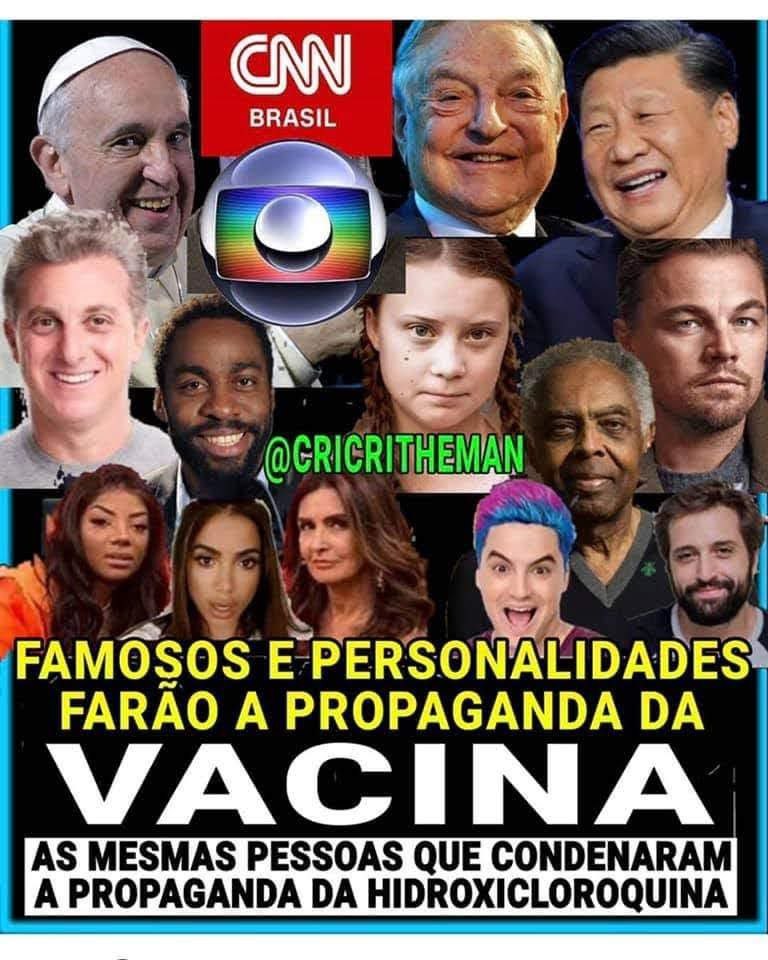 CNN
BRASIL
@CRICRITHEMAN
FAMOSOS E PERSONALIDADES
FARÃO A PROPAGANDA DA
VACINA
AS MESMAS PESSOAS QUE CONDENARAM
A PROPAGANDA DA HIDROXICLOROQUINA